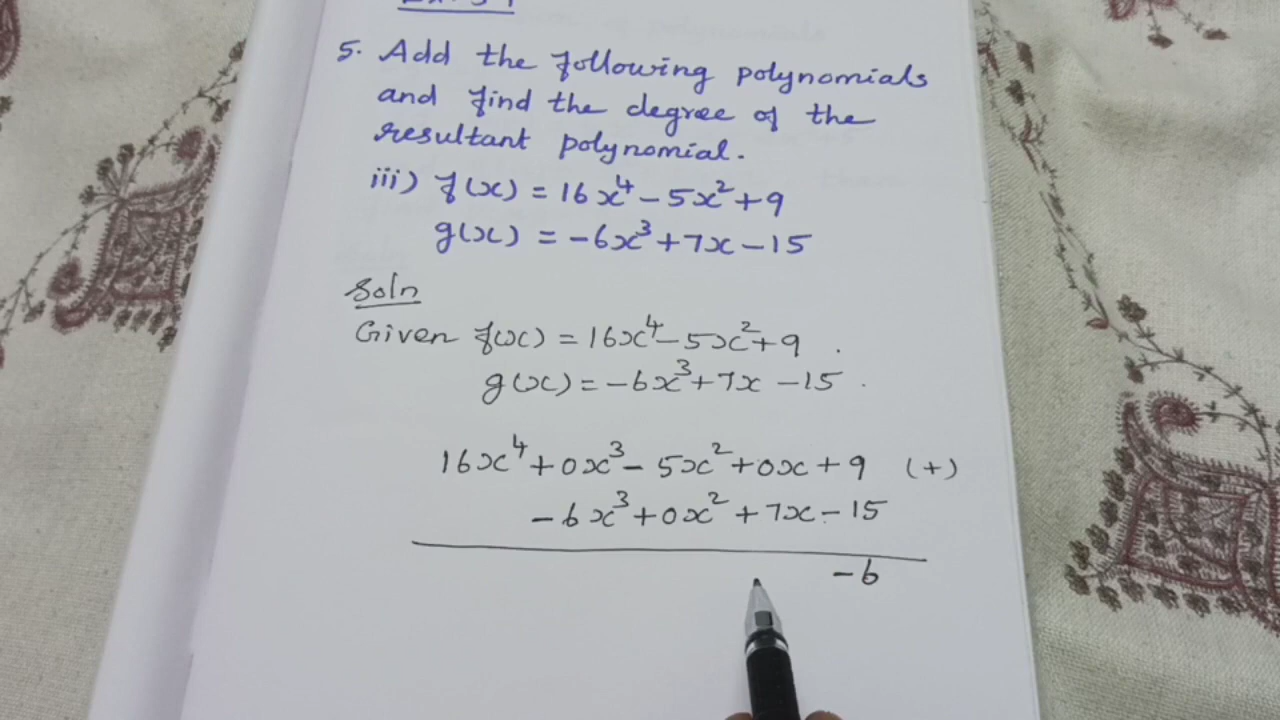 5. Add the following polynomials
and find the degree of the
resultant polynomial.
iii) f(x) = 16x⁴ - 5x² + 9
g(x) = -6x³ + 7x - 15
Soln
Given f(x) = 16x⁴ - 5x² + 9.
g(x) = -6x³ + 7x - 15.
16x⁴ + 0x³ - 5x² + 0x + 9 (+)
-6x³ + 0x² + 7x - 15
-6